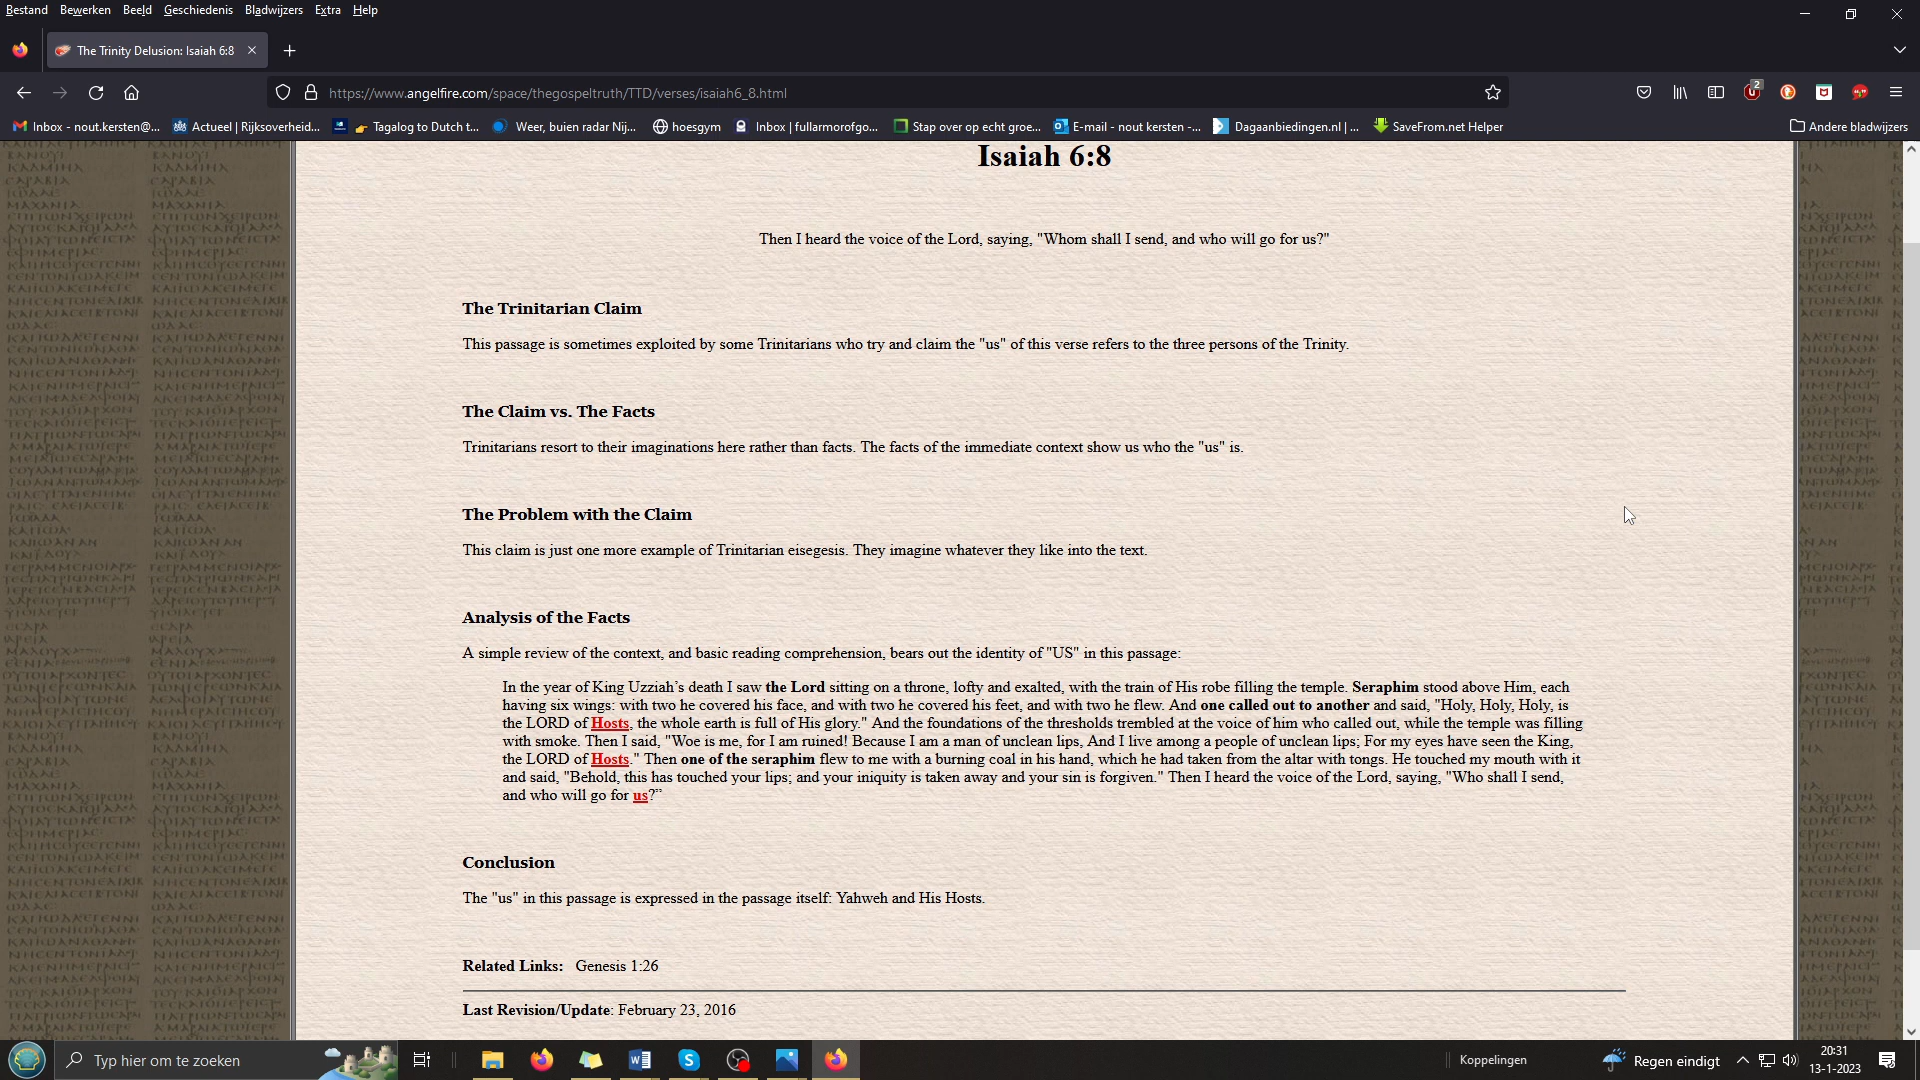 Bestand Bewerken Beeld Geschiedenis Bladwijzers Extra Help
The Trinity Delusion: Isaiah 6:8
https://www.angelfire.com/space/thegospeltruth/TTD/verses/isaiah6_8.html
2
Inbox - nout.kersten@... Actueel | Rijksoverheid... Tagalog to Dutch t... Weer, buien radar Nij... hoesgym Inbox | fullarmorofgo... Stap over op echt groe... E-mail - nout kersten -... Dagaanbiedingen.nl | ... SaveFrom.net Helper Andere bladwijzers
Isaiah 6:8
Then I heard the voice of the Lord, saying, "Whom shall I send, and who will go for us?"
The Trinitarian Claim
This passage is sometimes exploited by some Trinitarians who try and claim the "us" of this verse refers to the three persons of the Trinity.
The Claim vs. The Facts
Trinitarians resort to their imaginations here rather than facts. The facts of the immediate context show us who the "us" is.
The Problem with the Claim
This claim is just one more example of Trinitarian eisegesis. They imagine whatever they like into the text.
Analysis of the Facts
A simple review of the context, and basic reading comprehension, bears out the identity of "US" in this passage:
In the year of King Uzziah’s death I saw the Lord sitting on a throne, lofty and exalted, with the train of His robe filling the temple. Seraphim stood above Him, each
having six wings: with two he covered his face, and with two he covered his feet, and with two he flew. And one called out to another and said, "Holy, Holy, Holy, is
the LORD of Hosts, the whole earth is full of His glory." And the foundations of the thresholds trembled at the voice of him who called out, while the temple was filling
with smoke. Then I said, "Woe is me, for I am ruined! Because I am a man of unclean lips, And I live among a people of unclean lips; For my eyes have seen the King,
the LORD of Hosts." Then one of the seraphim flew to me with a burning coal in his hand, which he had taken from the altar with tongs. He touched my mouth with it
and said, "Behold, this has touched your lips; and your iniquity is taken away and your sin is forgiven." Then I heard the voice of the Lord, saying, "Who shall I send,
and who will go for us?”
Conclusion
The "us" in this passage is expressed in the passage itself: Yahweh and His Hosts.
Related Links: Genesis 1:26
Last Revision/Update: February 23, 2016
Typ hier om te zoeken
Koppelingen
Regen eindigt
20:31
13-1-2023